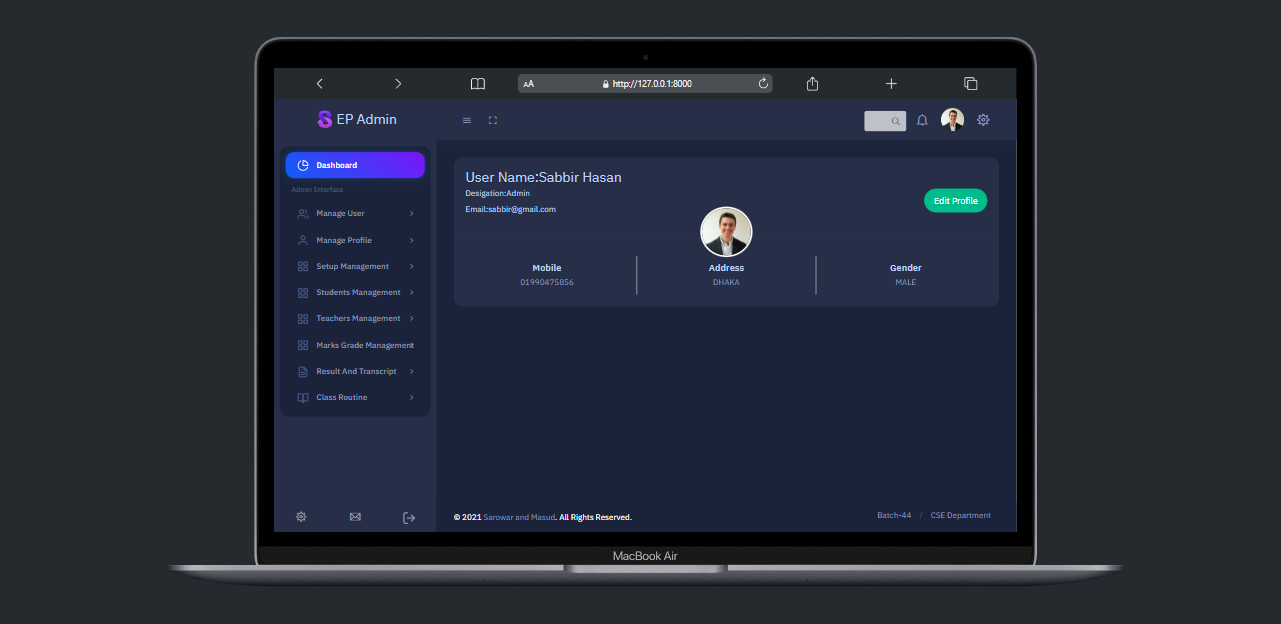 AA http://127.0.0.1:8000
EP Admin
Dashboard
Admin Interface
Manage User
Manage Profile
Setup Management
Students Management
Teachers Management
Marks Grade Management
Result And Transcript
Class Routine
User Name:Sabbir Hasan
Desigation:Admin
Email:sabbir@gmail.com
Edit Profile
Mobile
01990475856
Address
DHAKA
Gender
MALE
© 2021 Sarowar and Masud. All Rights Reserved.
Batch-44 / CSE Department
MacBook Air